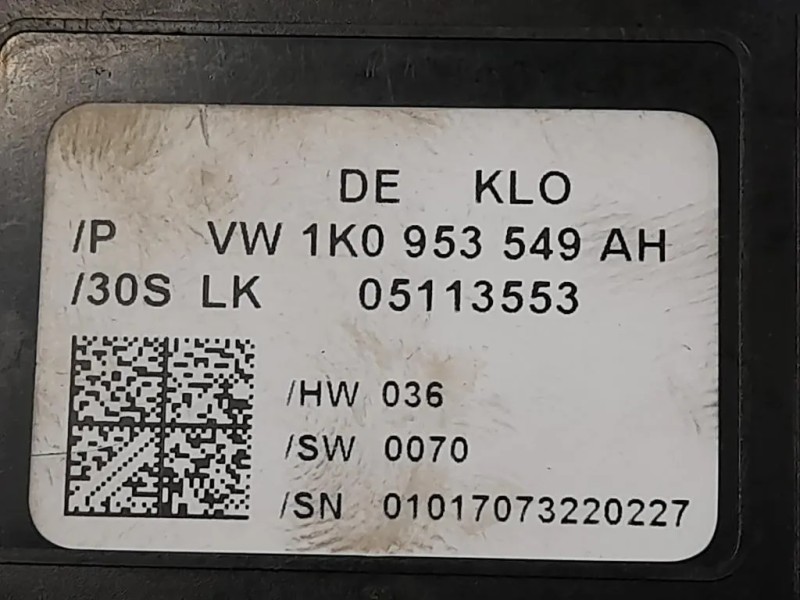 DE KLO
/P VW 1K0 953 549 AH
/30S LK 05113553
/HW 036
/SW 0070
/SN 01017073220227